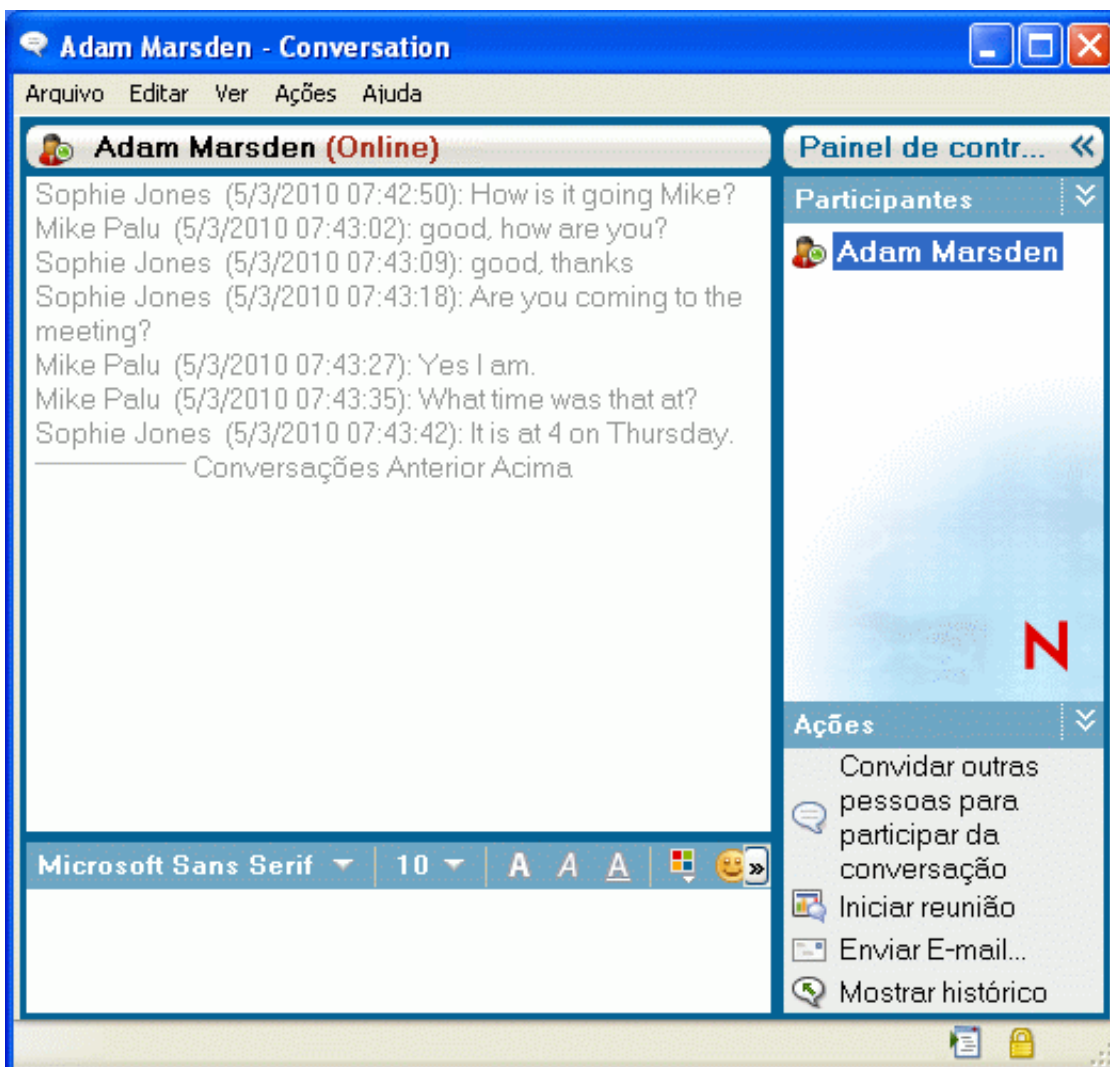 Adam Marsden - Conversation
Arquivo Editar Ver Ações Ajuda
Adam Marsden (Online)
Sophie Jones (5/3/2010 07:42:50): How is it going Mike?
Mike Palu (5/3/2010 07:43:02): good, how are you?
Sophie Jones (5/3/2010 07:43:09): good, thanks
Sophie Jones (5/3/2010 07:43:18): Are you coming to the
meeting?
Mike Palu (5/3/2010 07:43:27): Yes I am.
Mike Palu (5/3/2010 07:43:35): What time was that at?
Sophie Jones (5/3/2010 07:43:42): It is at 4 on Thursday.
Conversações Anterior Acima
Microsoft Sans Serif 10 A A A
Painel de contr...
Participantes
Adam Marsden
N
Ações
Convidar outras
pessoas para
participar da
conversação
Iniciar reunião
Enviar E-mail...
Mostrar histórico